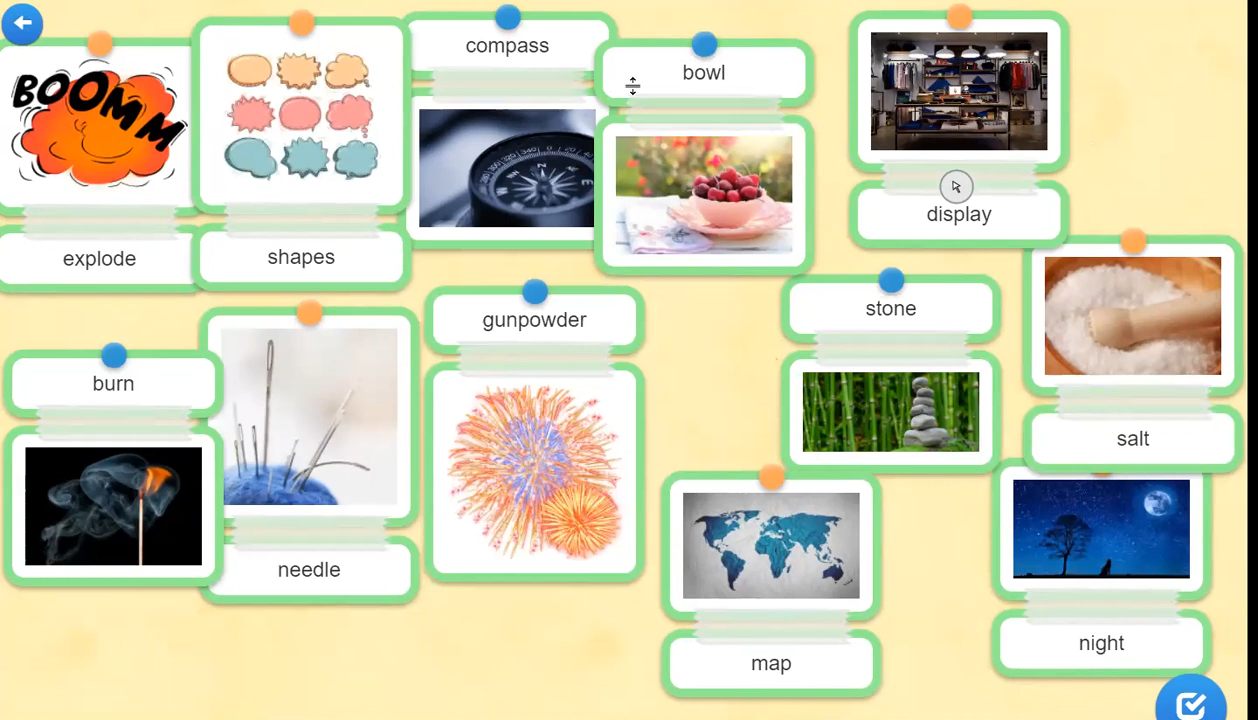 BOOMM
explode
shapes
compass
bowl
display
burn
needle
gunpowder
stone
salt
map
night